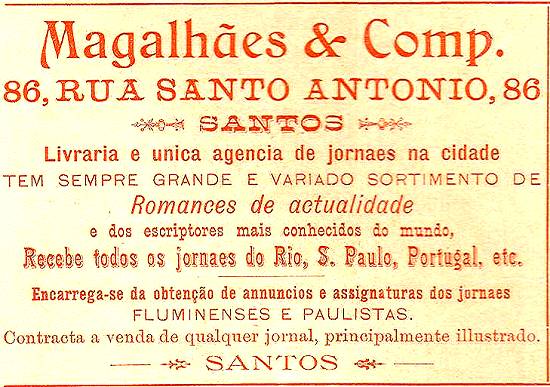 Magalhães & Comp.
86, RUA SANTO ANTONIO, 86
SANTOS
Livraria e unica agencia de jornaes na cidade
TEM SEMPRE GRANDE E VARIADO SORTIMENTO DE
Romances de actualidade
e dos escriptores mais conhecidos do mundo,
Recebe todos os jornaes do Rio, S. Paulo, Portugal, etc.
Encarrega-se da obtenção de annuncios e assignaturas dos jornaes
FLUMINENSES E PAULISTAS.
Contracta a venda de qualquer jornal, principalmente illustrado.
SANTOS